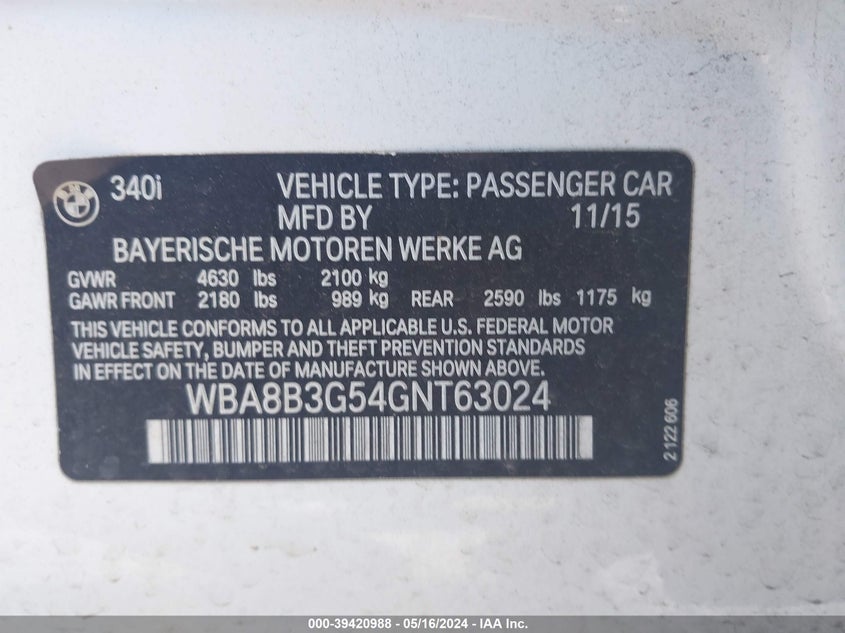 BMW 340i VEHICLE TYPE: PASSENGER CAR
MFD BY 11/15
BAYERISCHE MOTOREN WERKE AG
GVWR 4630 lbs 2100 kg
GAWR FRONT 2180 lbs 989 kg REAR 2590 lbs 1175 kg
THIS VEHICLE CONFORMS TO ALL APPLICABLE U.S. FEDERAL MOTOR
VEHICLE SAFETY, BUMPER AND THEFT PREVENTION STANDARDS
IN EFFECT ON THE DATE OF MANUFACTURE SHOWN ABOVE.
WBA8B3G54GNT63024
2 122 606
000-39420988 - 05/16/2024 - IAA Inc.